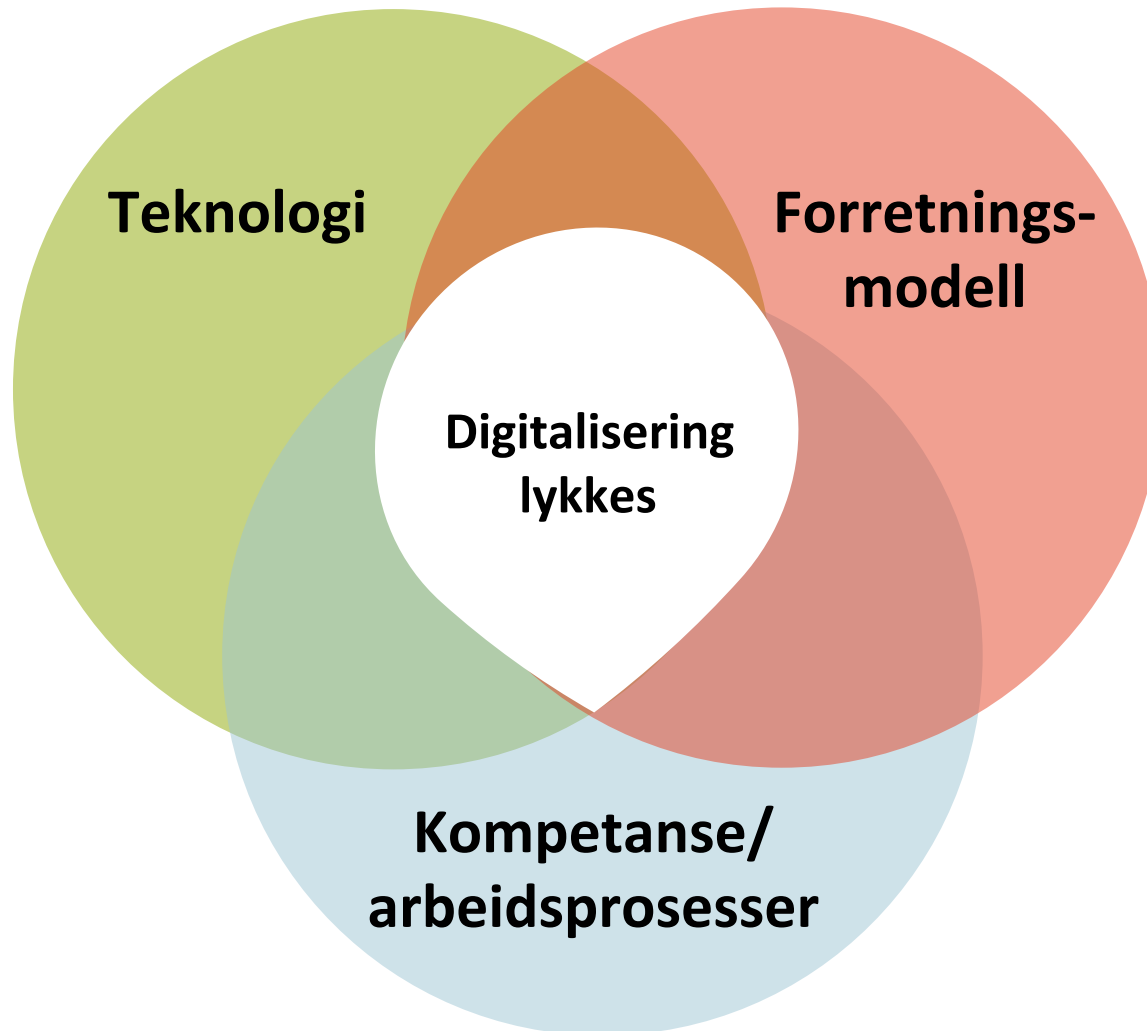 Teknologi
Forretnings-
modell
Digitalisering
lykkes
Kompetanse/
arbeidsprosesser